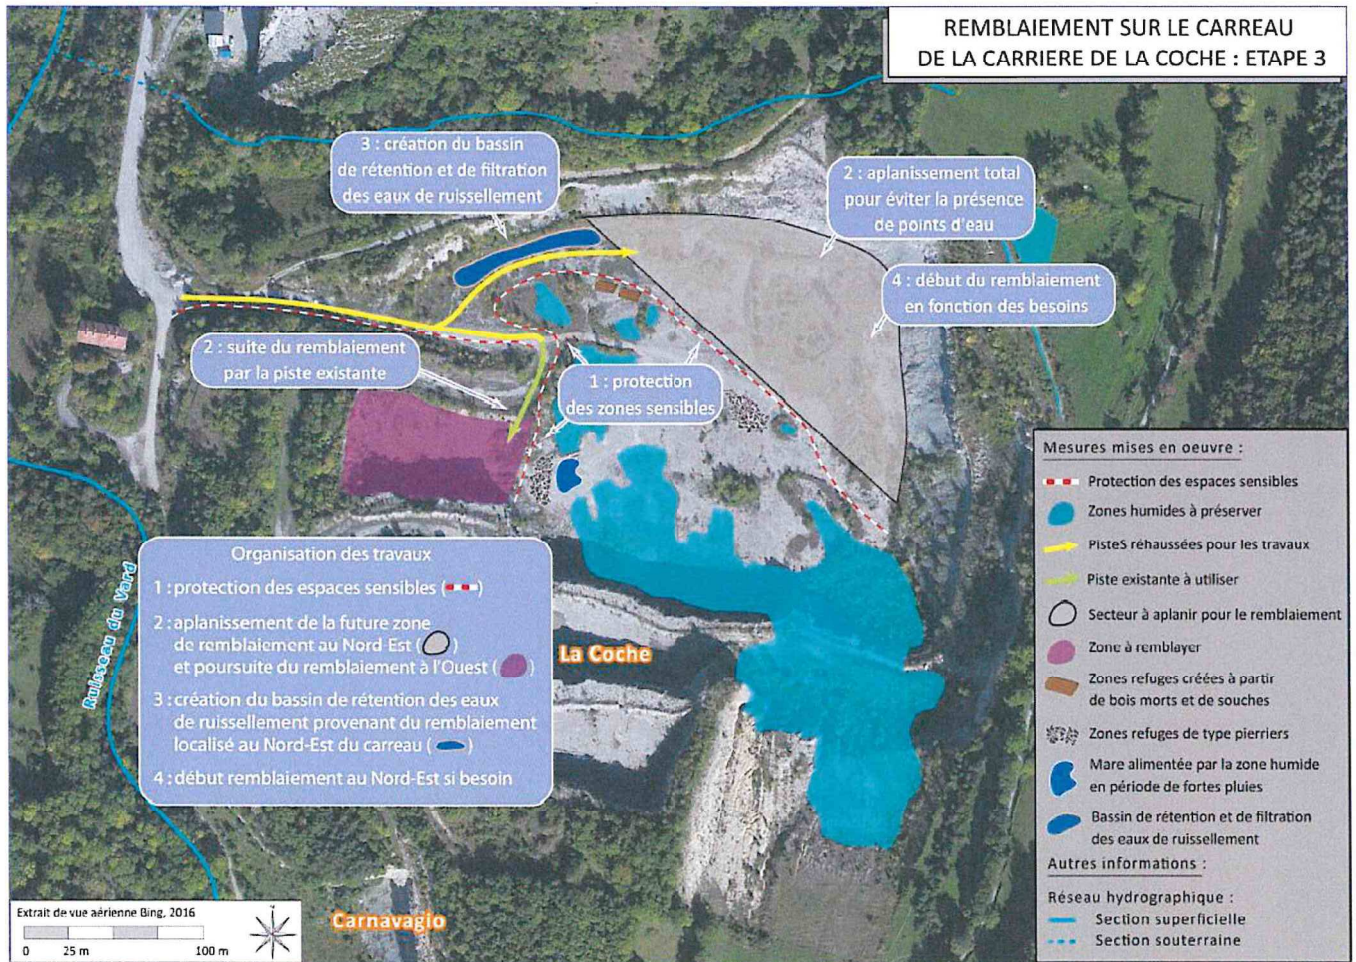 REMBLAIEMENT SUR LE CARREAU
DE LA CARRIERE DE LA COCHE : ETAPE 3
3 : création du bassin
de rétention et de filtration
des eaux de ruissellement
2 : aplanissement total
pour éviter la présence
de points d'eau
4 : début du remblaiement
en fonction des besoins
2 : suite du remblaiement
par la piste existante
1 : protection
des zones sensibles
Ruisseau du Vard
La Coche
Carnavagio
Organisation des travaux
1 : protection des espaces sensibles ( )
2 : aplanissement de la future zone
de remblaiement au Nord-Est ( )
et poursuite du remblaiement à l'Ouest ( )
3 : création du bassin de rétention des eaux
de ruissellement provenant du remblaiement
localisé au Nord-Est du carreau ( )
4 : début remblaiement au Nord-Est si besoin
Mesures mises en oeuvre :
Protection des espaces sensibles
Zones humides à préserver
PisteS réhaussées pour les travaux
Piste existante à utiliser
Secteur à aplanir pour le remblaiement
Zone à remblayer
Zones refuges créées à partir
de bois morts et de souches
Zones refuges de type pierriers
Mare alimentée par la zone humide
en période de fortes pluies
Bassin de rétention et de filtration
des eaux de ruissellement
Autres informations :
Réseau hydrographique :
Section superficielle
Section souterraine
Extrait de vue aérienne Bing, 2016
0 25 m 100 m